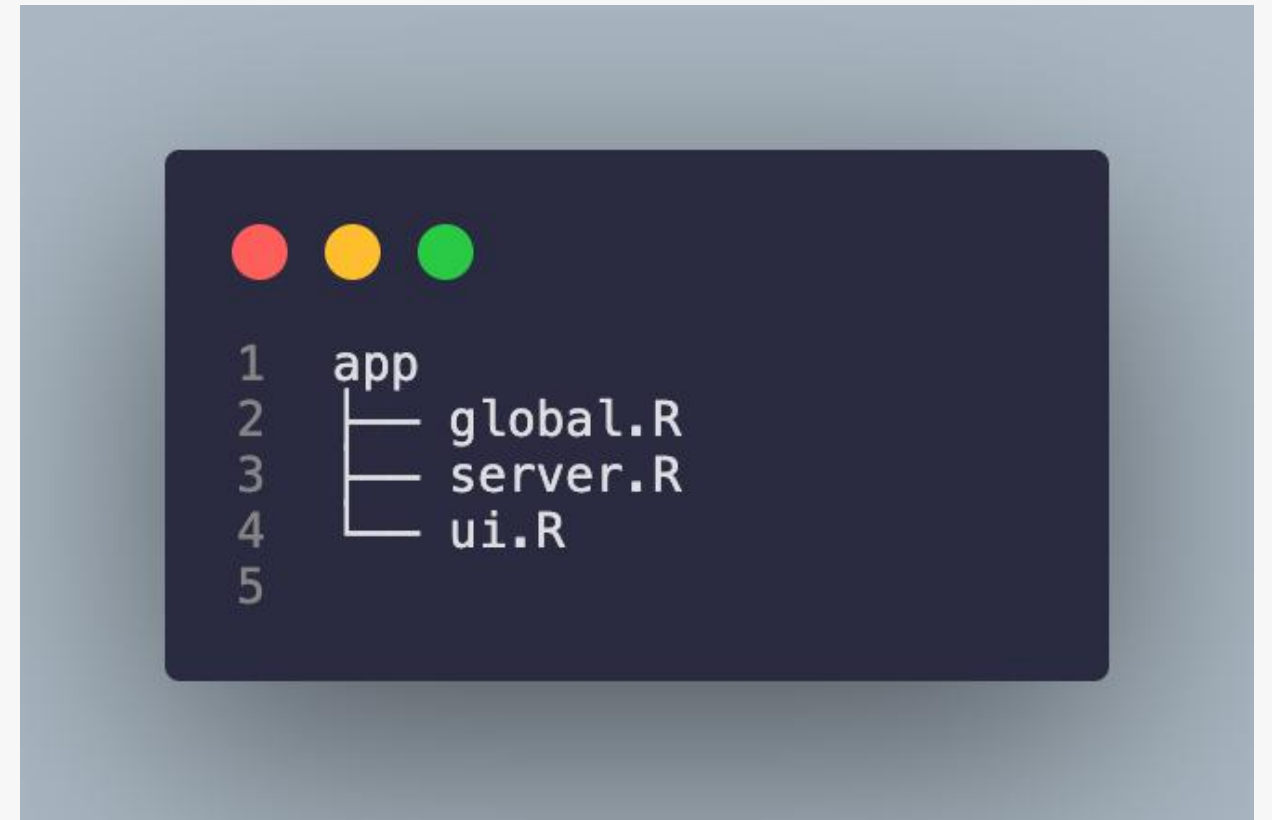 1 app
2 ├── global.R
3 ├── server.R
4 └── ui.R
5